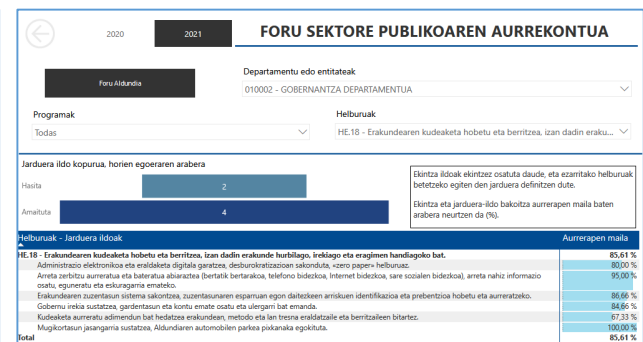 2020
2021
FORU SEKTORE PUBLIKOAREN AURREKONTUA
Foru Aldundia
Departamentu edo entitateak
010002 - GOBERNANTZA DEPARTAMENTUA
Programak
Helburuak
Todas
HE.18 - Erakundearen kudeaketa hobetu eta berritzea, izan dadin eraku...
Jarduera ildo kopurua, horien egoeraren arabera
Hasita
2
Amaituta
4
Ekintza ildoak ekintzez osatuta daude, eta ezarritako helburuak
betetzeko egiten den jarduera definitzen dute.
Ekintza eta jarduera-ildo bakoitza aurrerapen maila baten
arabera neurtzen da (%).
Helburuak - Jarduera ildoak
Aurrerapen maila
HE.18 - Erakundearen kudeaketa hobetu eta berritzea, izan dadin erakunde hurbilago, irekiago eta eragimen handiagoko bat.
85,61 %
Administrazio elektronikoa eta eraldaketa digitala garatzea, desburokratizazioan sakonduta, «zero paper» helburuaz.
80,00 %
Arreta zerbitzu aurreratua eta bateratua abiaraztea (bertatik bertarakoa, telefono bidezkoa, Internet bidezkoa, sare sozialen bidezkoa), arreta nahiz informazio
osatu, eguneratu eta eskuragarria emateko.
95,00 %
Erakundearen zuzentasun sistema sakontzea, zuzentasunaren esparruan egon daitezkeen arriskuen identifikazioa eta prebentzioa hobetu eta aurreratzeko.
86,66 %
Gobernu irekia sustatzea, gardentasun eta kontu emate osatu eta ulergarri bat emanda.
84,66 %
Kudeaketa aurreratu adimendun bat hedatzea erakundean, metodo eta lan tresna eraldatzaile eta berritzaileen bitartez.
67,33 %
Mugikortasun jasangarria sustatzea, Aldundiaren automobilen parkea pixkanaka egokituta.
100,00 %
Total
85,61 %